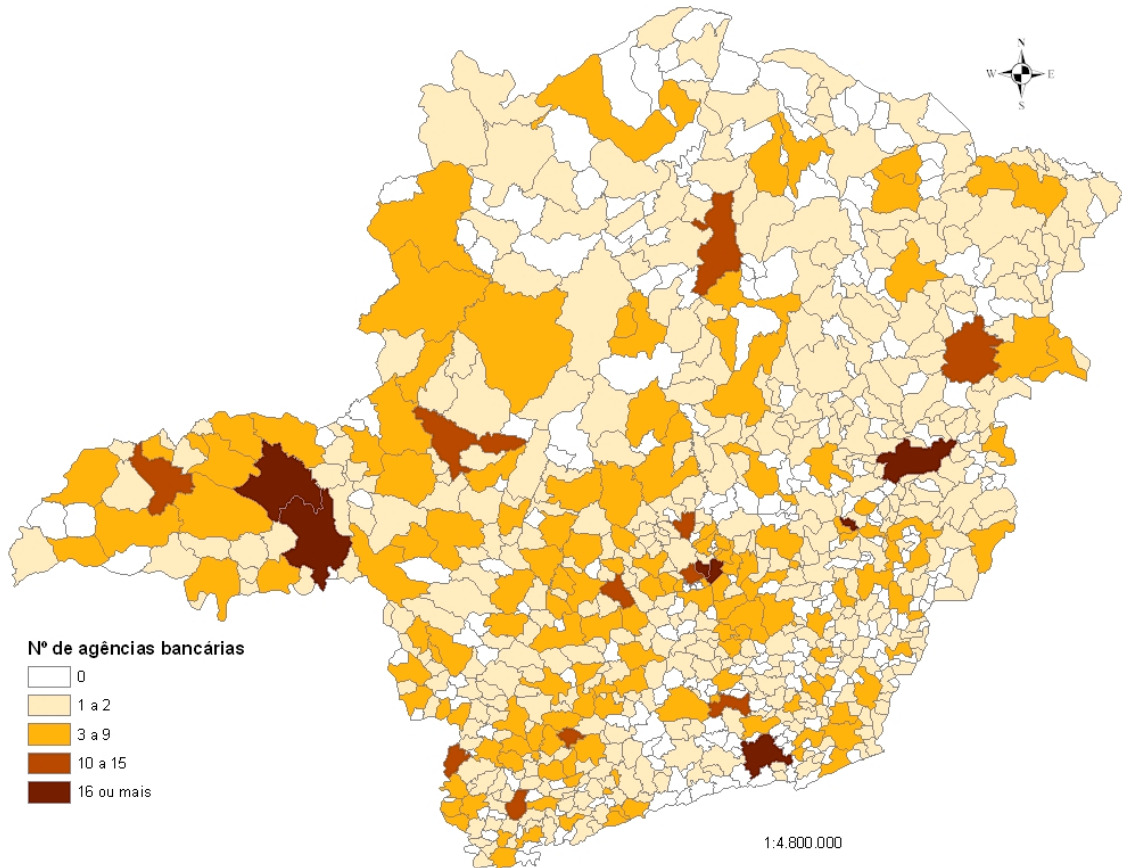 N
W E
S
Nº de agências bancárias
0
1 a 2
3 a 9
10 a 15
16 ou mais
1:4.800.000